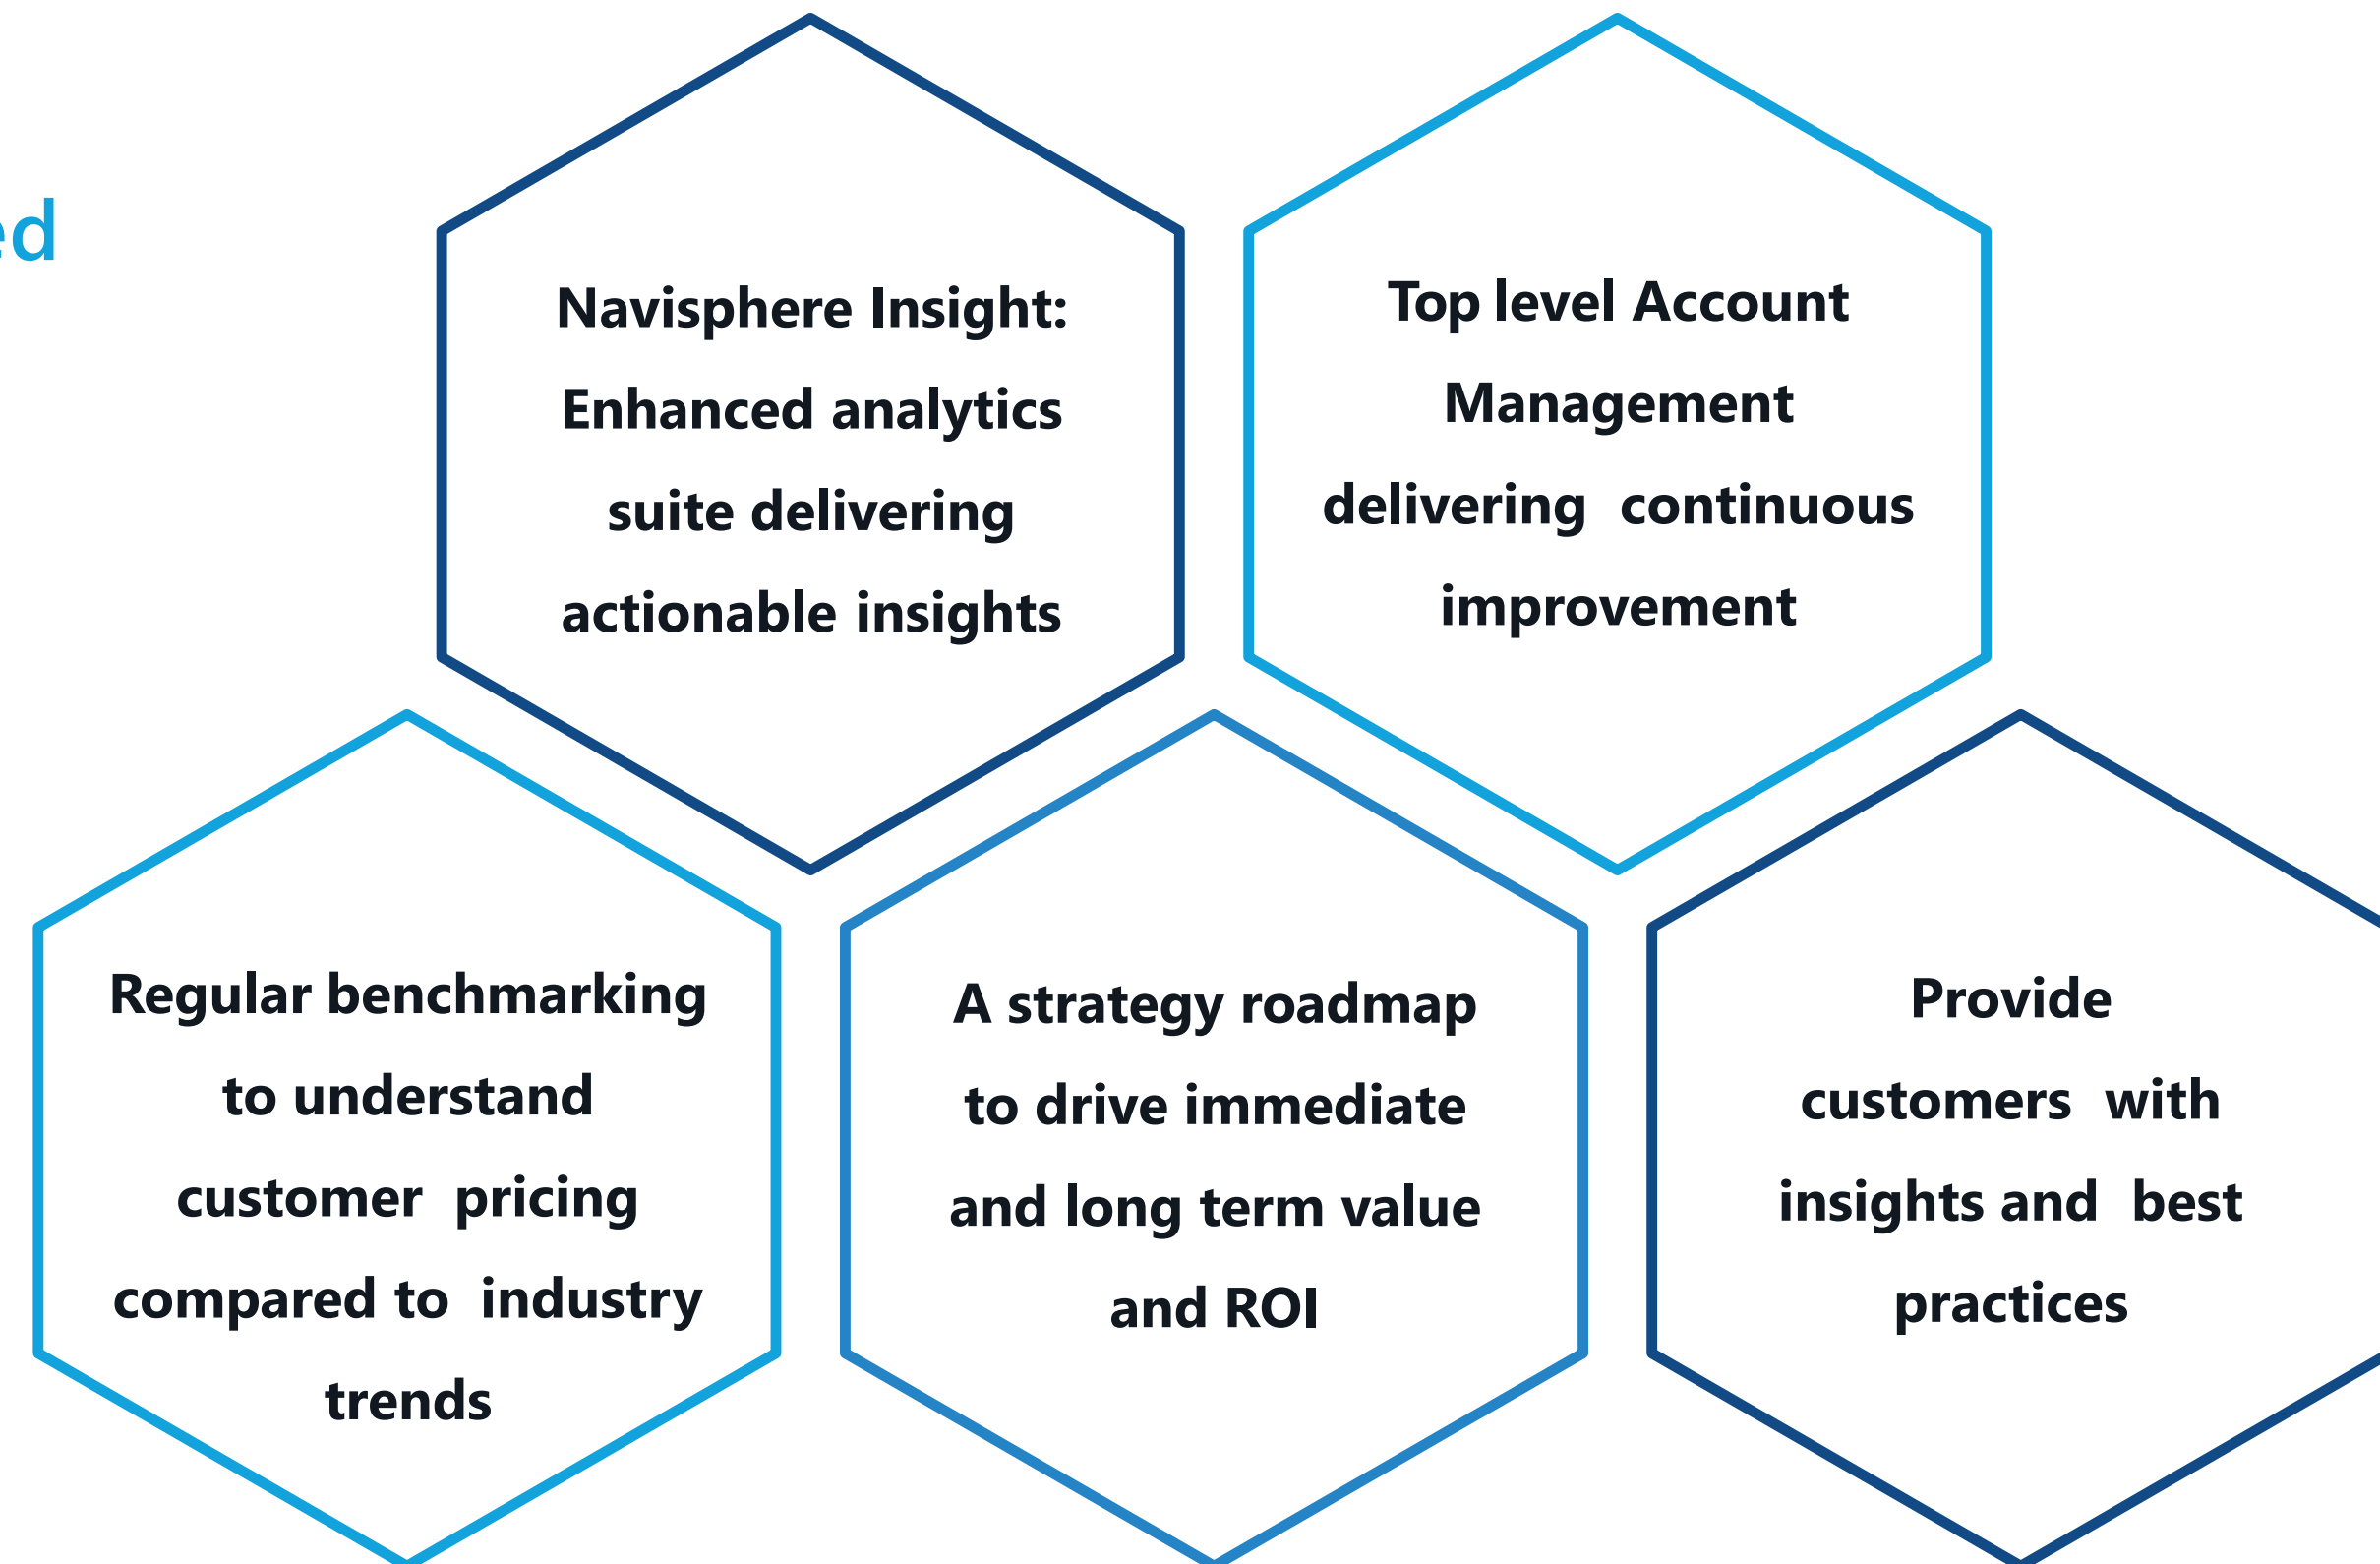 ed
Navisphere Insight:
Enhanced analytics
suite delivering
actionable insights
Top level Account
Management
delivering  continuous
improvement
Regular benchmarking
to understand
customer  pricing
compared to  industry
trends
A strategy roadmap
to drive immediate
and long term value
and ROI
Provide
customers  with
insights and  best
practices